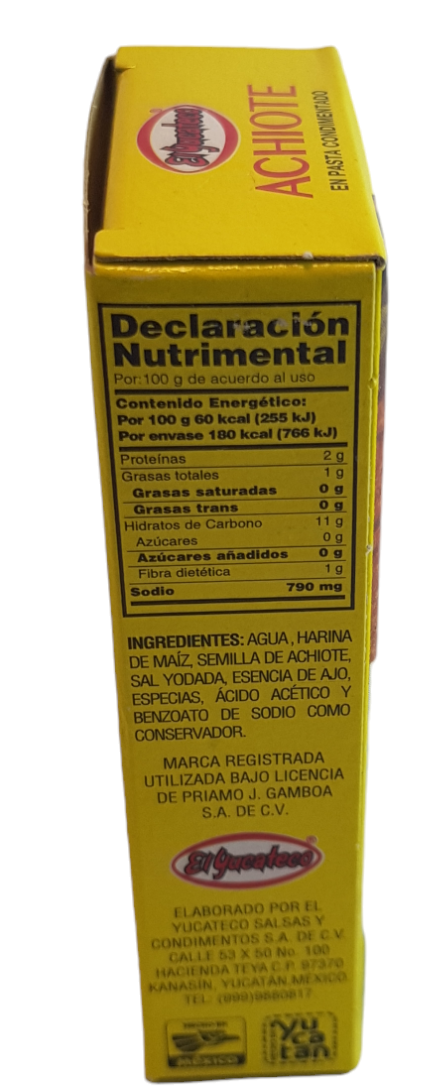 El Yucateco
ACHIOTE
EN PASTA CONDIMENTADO
Declaración
Nutrimental
Por:100 g de acuerdo al uso
Contenido Energético:
Por 100 g 60 kcal (255 kJ)
Por envase 180 kcal (766 kJ)
Proteínas 2 g
Grasas totales 1 g
Grasas saturadas 0 g
Grasas trans 0 g
Hidratos de Carbono 11 g
Azúcares 0 g
Azúcares añadidos 0 g
Fibra dietética 1 g
Sodio 790 mg
INGREDIENTES: AGUA, HARINA
DE MAÍZ, SEMILLA DE ACHIOTE,
SAL YODADA, ESENCIA DE AJO,
ESPECIAS, ÁCIDO ACÉTICO Y
BENZOATO DE SODIO COMO
CONSERVADOR.
MARCA REGISTRADA
UTILIZADA BAJO LICENCIA
DE PRIAMO J. GAMBOA
S.A. DE C.V.
El Yucateco
ELABORADO POR EL
YUCATECO SALSAS Y
CONDIMENTOS S.A. DE C.V.
CALLE 53 X 50 No. 100
HACIENDA TEYA C.P. 97370
KANASÍN, YUCATÁN, MÉXICO.
TEL. (999)
MÉXICO
Yu
ca
tán